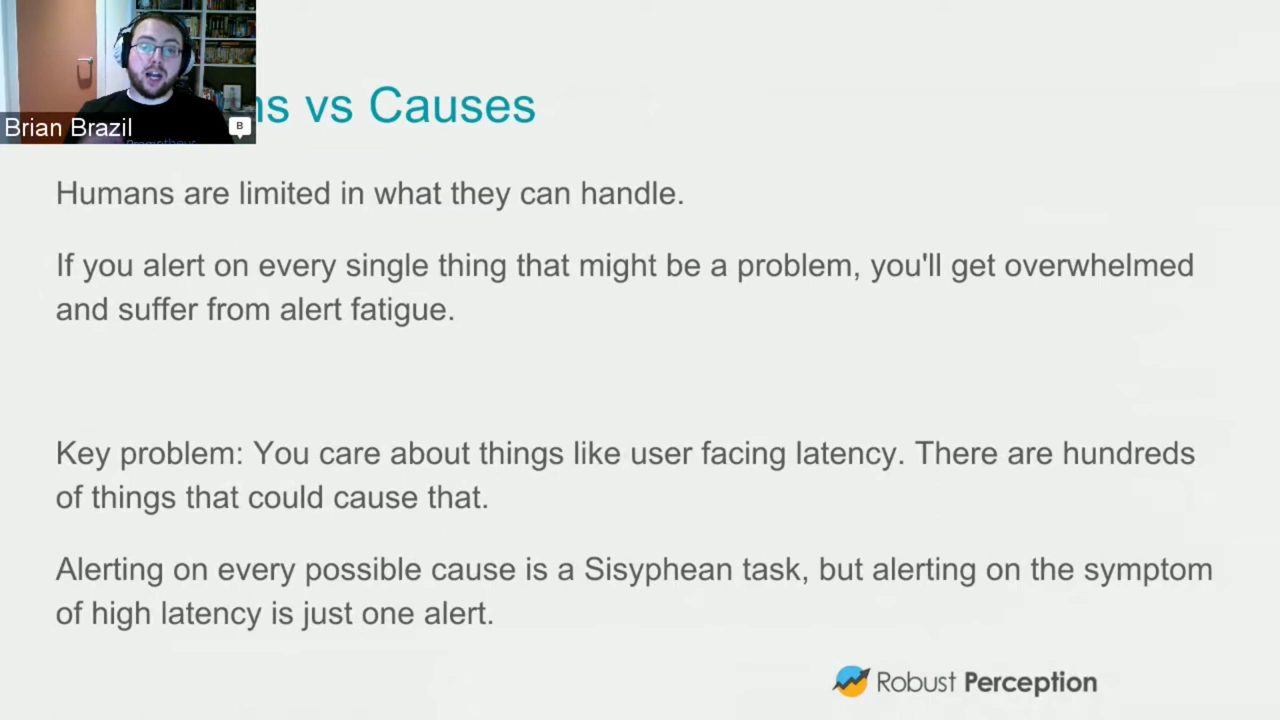 vs Causes
Brian Brazil
B
Humans are limited in what they can handle.
If you alert on every single thing that might be a problem, you'll get overwhelmed
and suffer from alert fatigue.
Key problem: You care about things like user facing latency. There are hundreds
of things that could cause that.
Alerting on every possible cause is a Sisyphean task, but alerting on the symptom
of high latency is just one alert.
Robust Perception